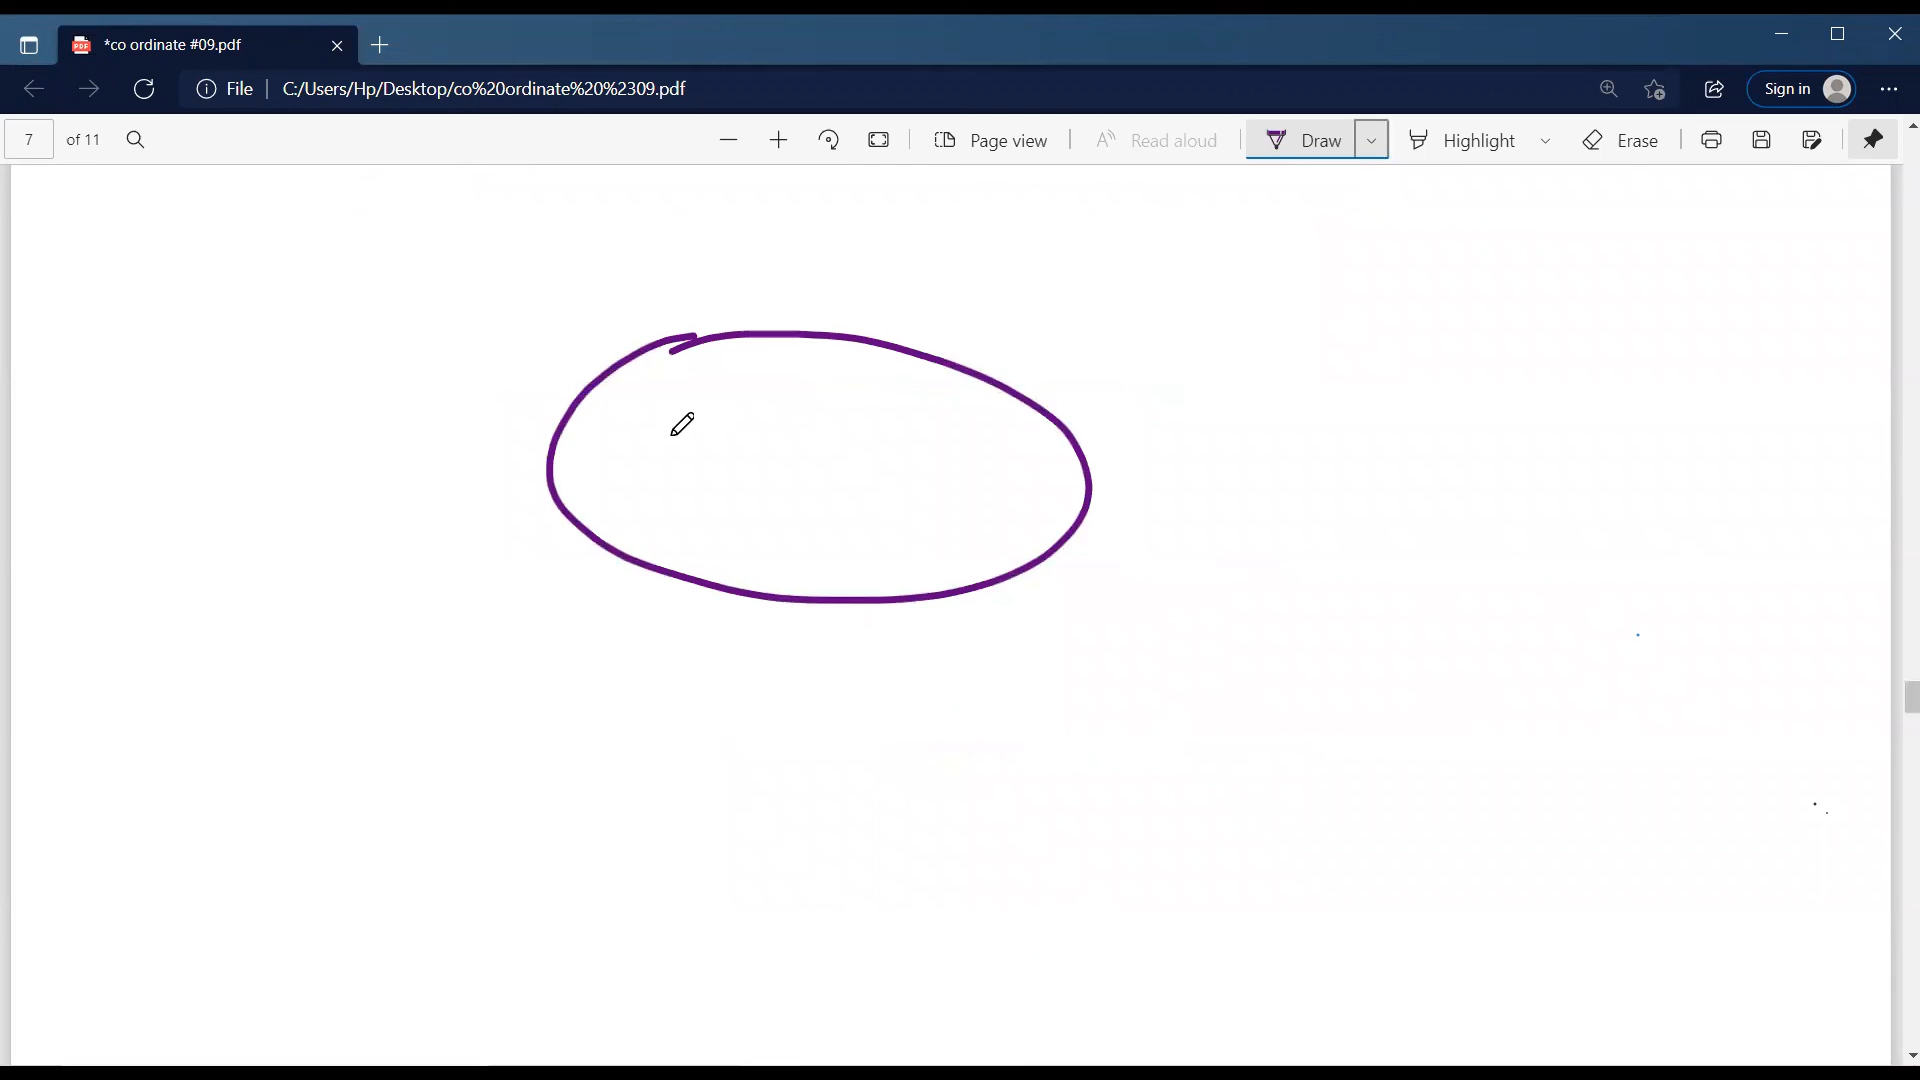 *co ordinate #09.pdf
File C:/Users/Hp/Desktop/co%20ordinate%20%2309.pdf Sign in
7 of 11 Page view Read aloud Draw Highlight Erase